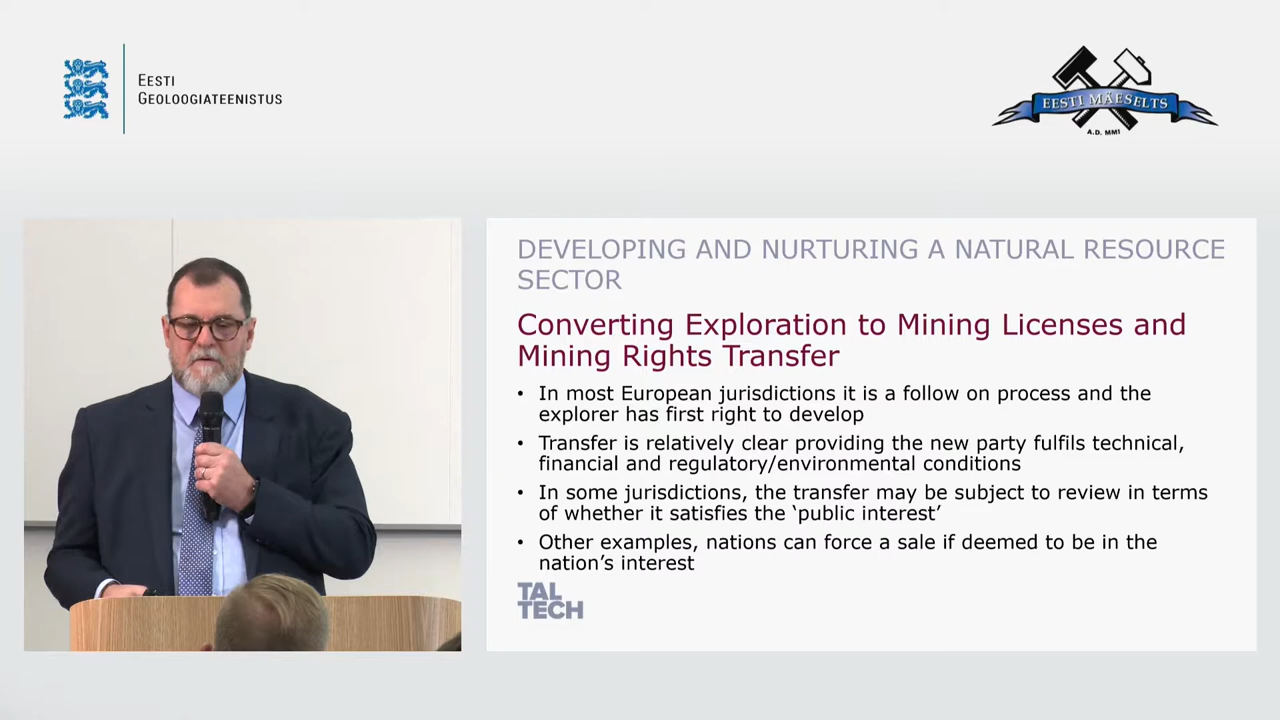 EESTI
GEOLOOGIATEENISTUS
EESTI MÄESELTS
A.D. MMI
DEVELOPING AND NURTURING A NATURAL RESOURCE
SECTOR
Converting Exploration to Mining Licenses and
Mining Rights Transfer
• In most European jurisdictions it is a follow on process and the
explorer has first right to develop
• Transfer is relatively clear providing the new party fulfils technical,
financial and regulatory/environmental conditions
• In some jurisdictions, the transfer may be subject to review in terms
of whether it satisfies the ‘public interest’
• Other examples, nations can force a sale if deemed to be in the
nation’s interest
TAL
TECH